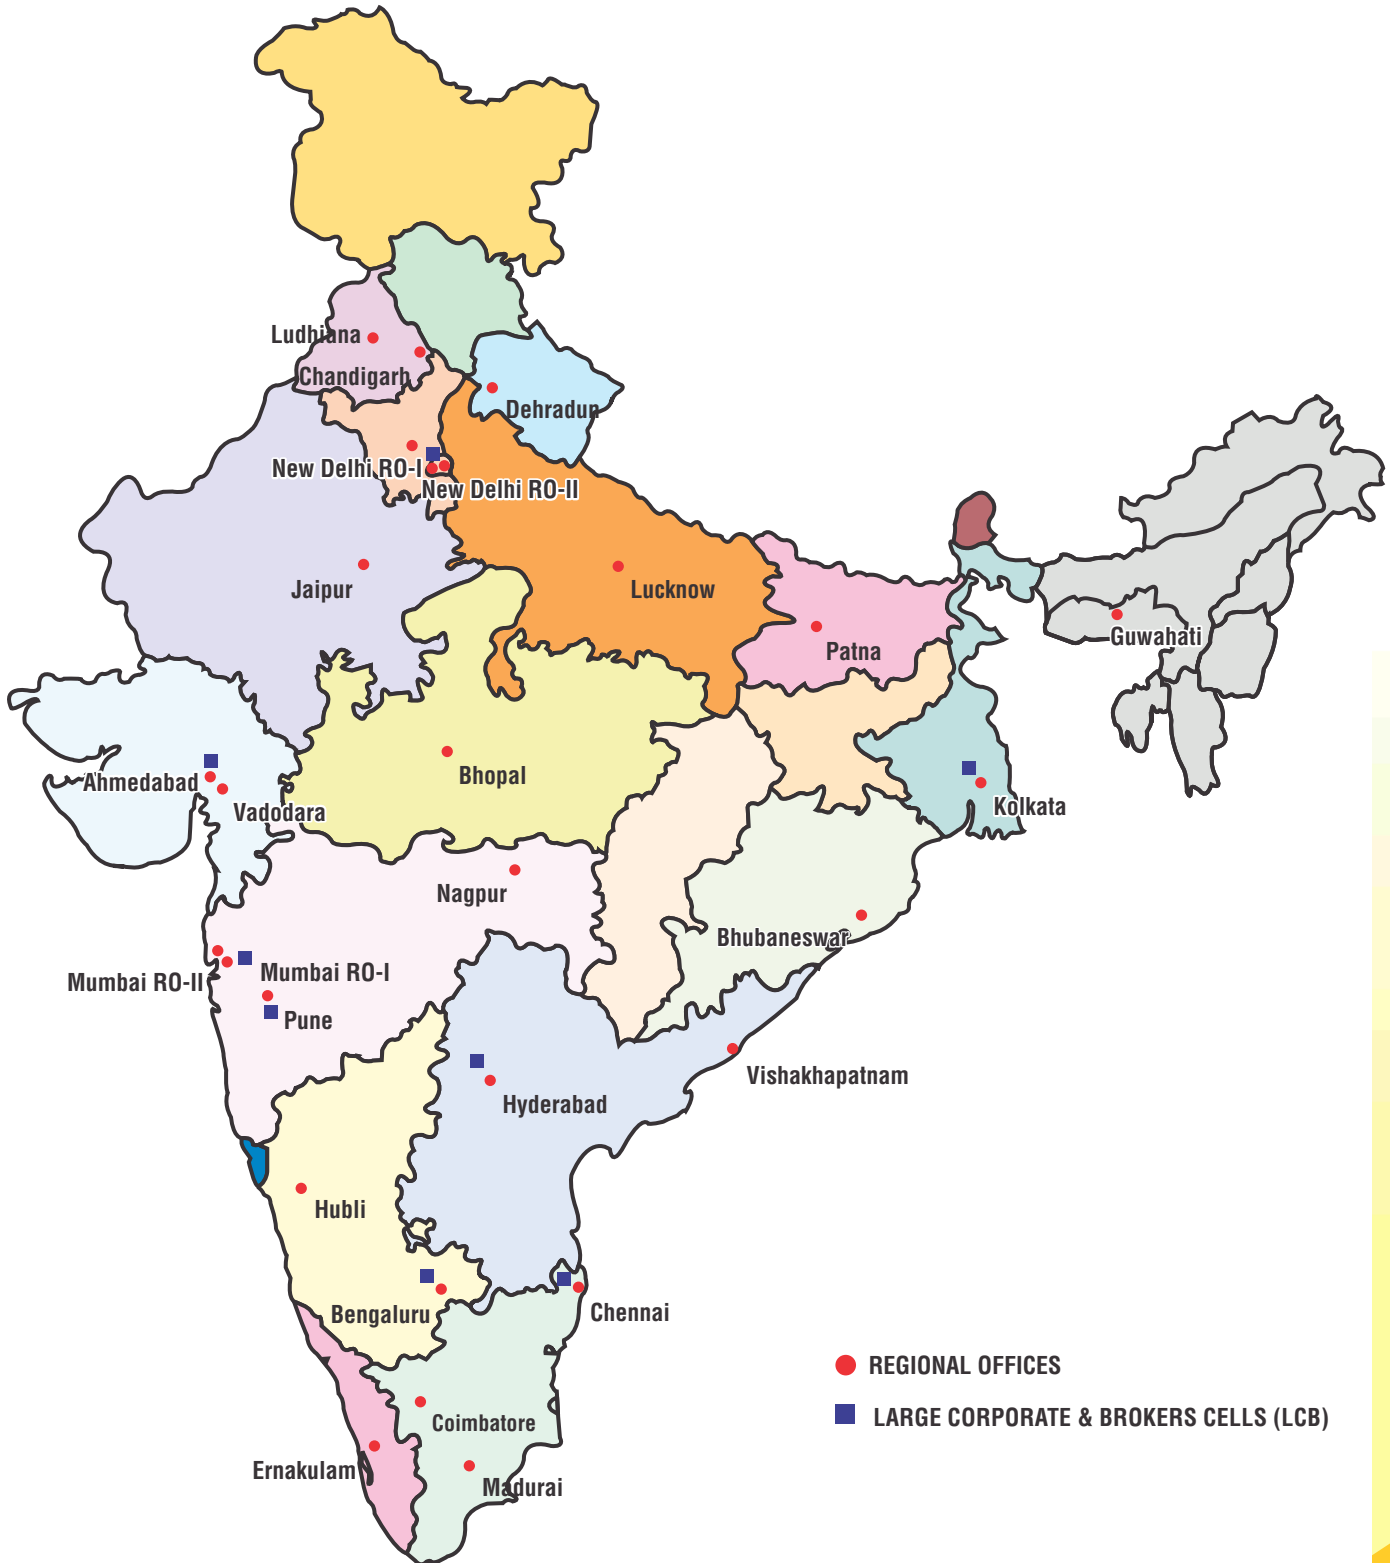 Ludhiana
Chandigarh
Dehradun
New Delhi RO-I
New Delhi RO-II
Jaipur
Lucknow
Guwahati
Patna
Ahmedabad
Bhopal
Vadodara
Kolkata
Nagpur
Bhubaneswar
Mumbai RO-II
Mumbai RO-I
Pune
Vishakhapatnam
Hyderabad
Hubli
Bengaluru
Chennai
REGIONAL OFFICES
LARGE CORPORATE & BROKERS CELLS (LCB)
Coimbatore
Ernakulam
Madurai